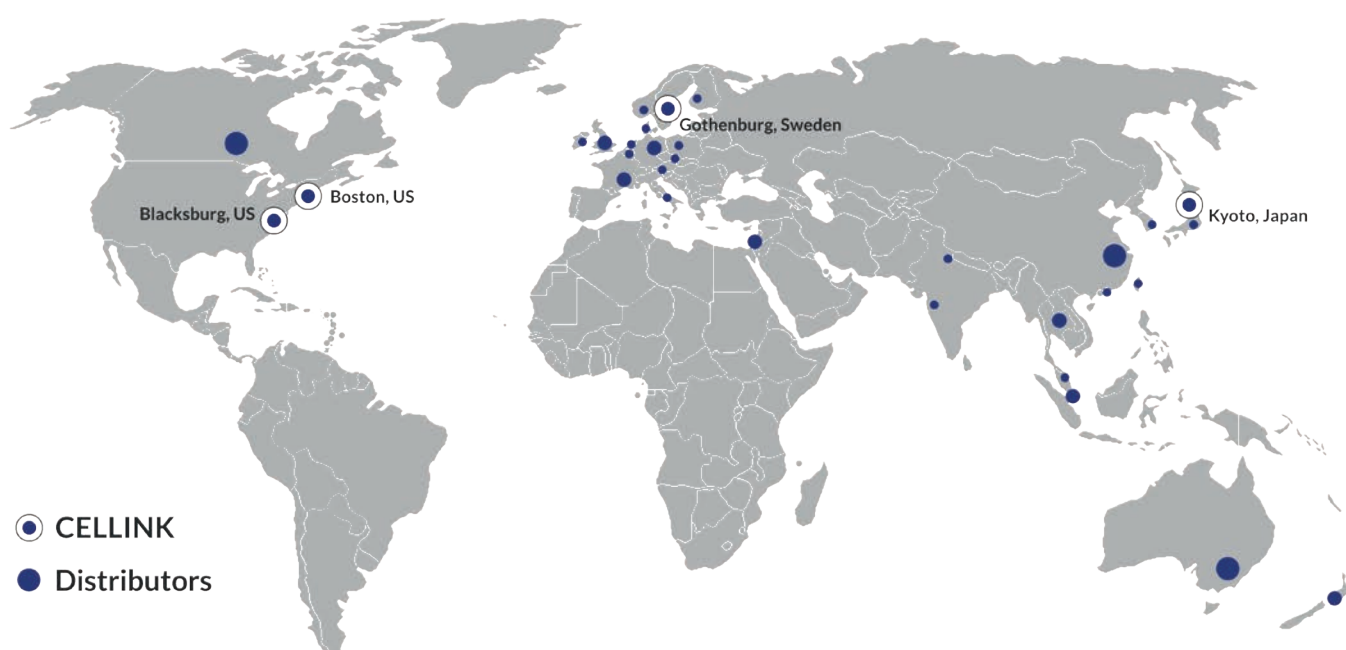 Gothenburg, Sweden
Boston, US
Blacksburg, US
Kyoto, Japan
CELLINK
Distributors